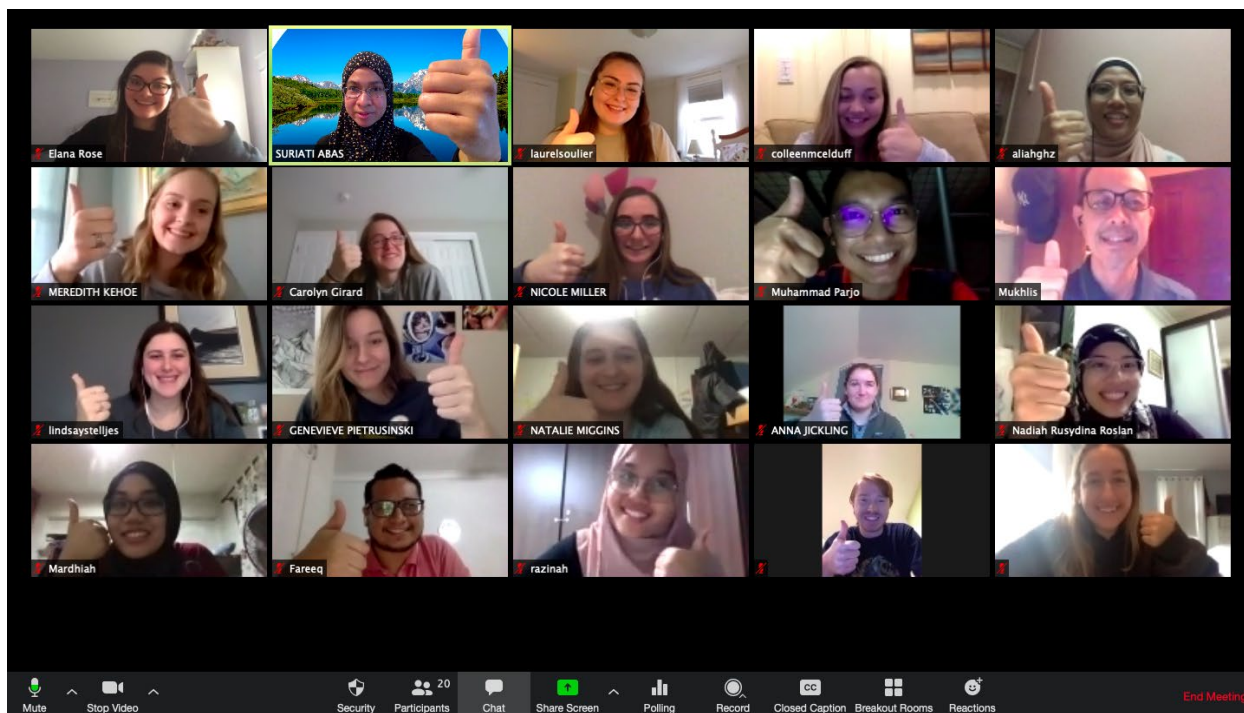 Elana Rose
SURIATI ABAS
laurelsoulier
colleenmcelduff
aliahghz
MEREDITH KEHOE
Carolyn Girard
NICOLE MILLER
Muhammad Parjo
Mukhlis
lindsaystelljes
GENEVIEVE PIETRUSINSKI
NATALIE MIGGINS
ANNA JICKLING
Nadiah Rusydina Roslan
Mardhiah
Fareeq
razinah
20
CC
Mute
Stop Video
Security
Participants
Chat
Share Screen
Polling
Record
Closed Caption
Breakout Rooms
Reactions
End Meeting